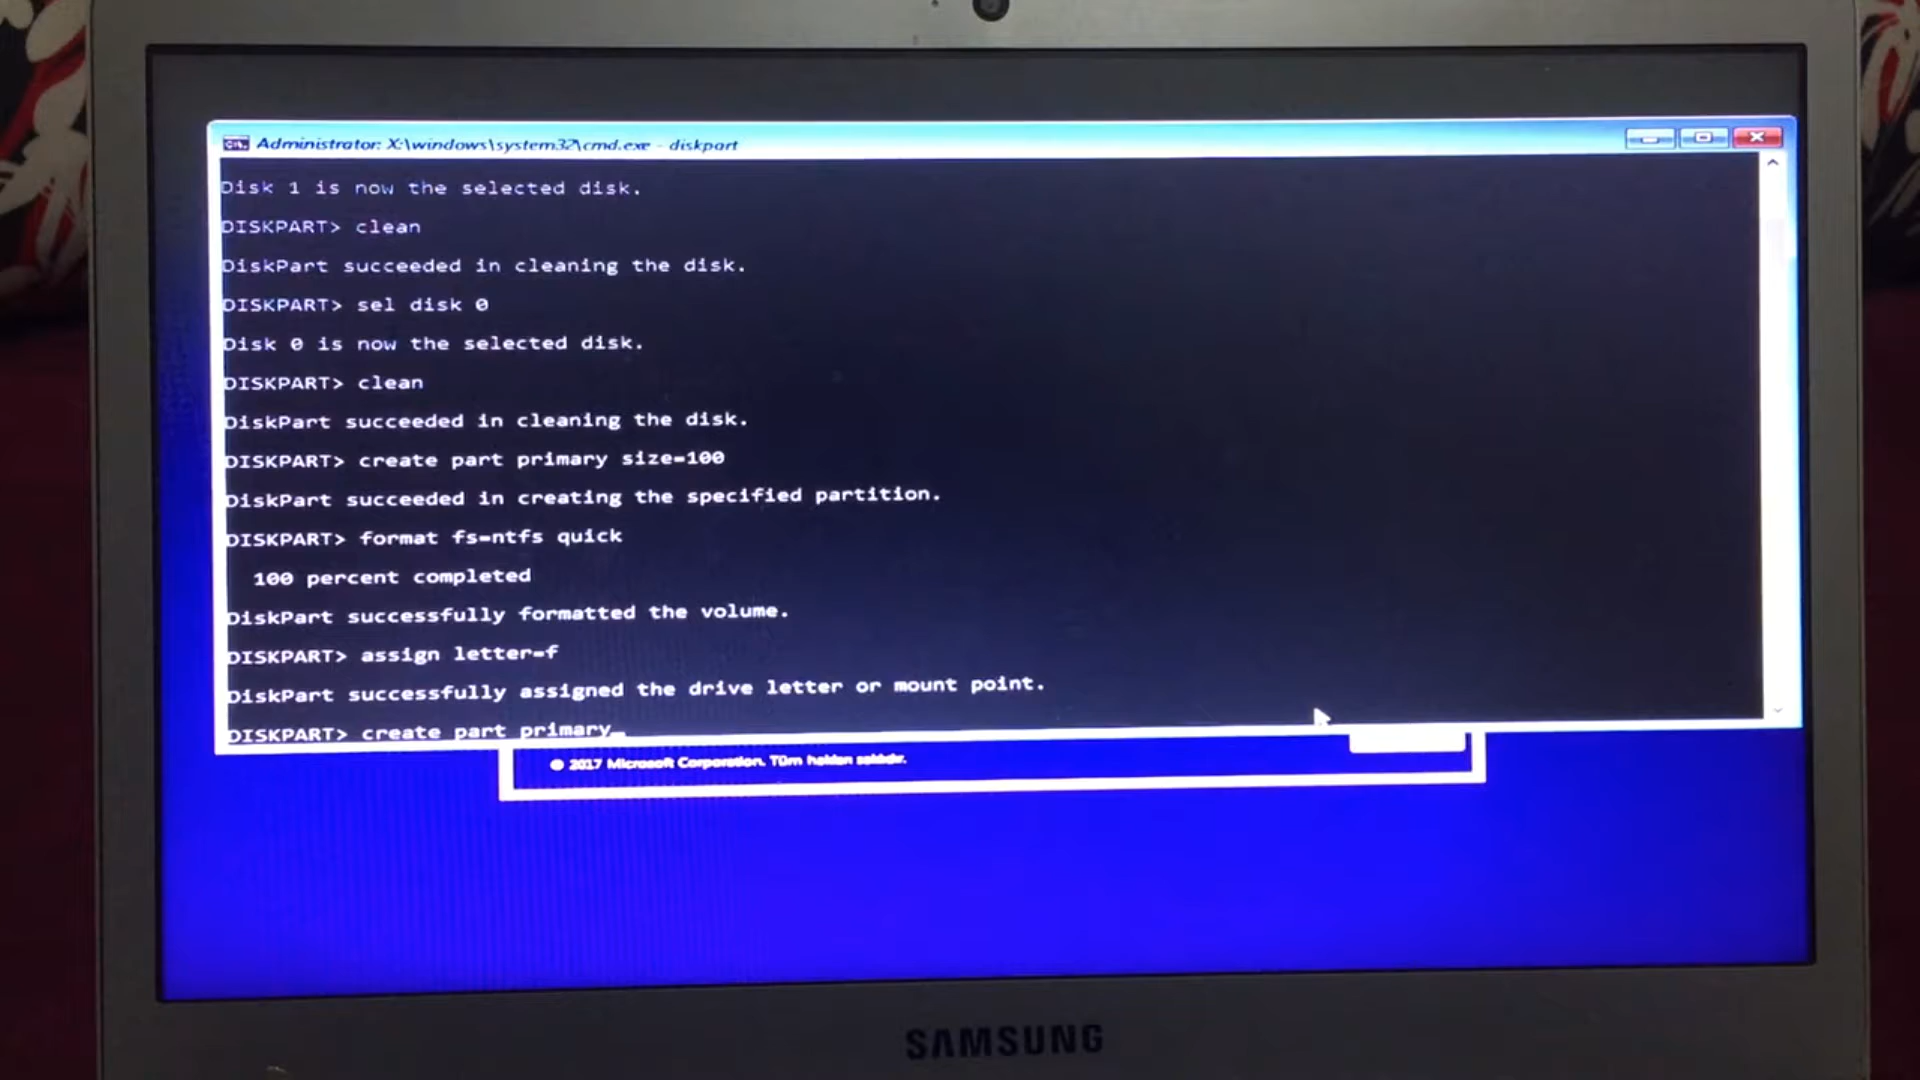 Administrator: X:\windows\system32\cmd.exe - diskpart
Disk 1 is now the selected disk.
DISKPART> clean
DiskPart succeeded in cleaning the disk.
DISKPART> sel disk 0
Disk 0 is now the selected disk.
DISKPART> clean
DiskPart succeeded in cleaning the disk.
DISKPART> create part primary size=100
DiskPart succeeded in creating the specified partition.
DISKPART> format fs=ntfs quick
100 percent completed
DiskPart successfully formatted the volume.
DISKPART> assign letter=f
DiskPart successfully assigned the drive letter or mount point.
DISKPART> create part primary_
© 2017 Microsoft Corporation. Tüm hakları saklıdır.
SAMSUNG